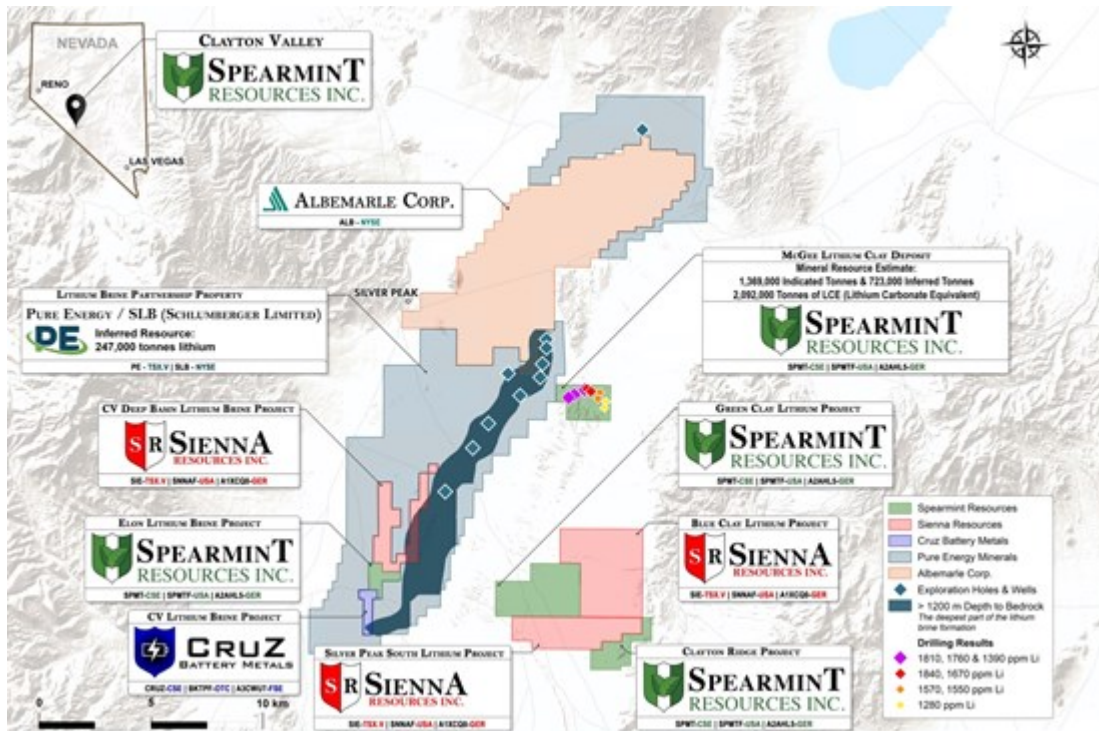 NEVADA
RENO
LAS VEGAS
CLAYTON VALLEY
SPEARMINT
RESOURCES INC.
ALBEMARLE CORP.
ALB - NYSE
SILVER PEAK
LITHIUM BRINE PARTNERSHIP PROPERTY
PURE ENERGY / SLB (SCHLUMBERGER LIMITED)
PE
Inferred Resource:
247,000 tonnes lithium
PE - TSX.V | SLB - NYSE
MCGEE LITHIUM CLAY DEPOSIT
Mineral Resource Estimate:
1,369,000 Indicated Tonnes & 723,000 Inferred Tonnes
2,092,000 Tonnes of LCE (Lithium Carbonate Equivalent)
SPEARMINT
RESOURCES INC.
SPMT-CSE | SPMTF-USA | A2AHL5-GER
CV DEEP BASIN LITHIUM BRINE PROJECT
SR SIENNA
RESOURCES INC.
SIE-TSX.V | SNNAF-USA | A1XCQ8-GER
GREEN CLAY LITHIUM PROJECT
SPEARMINT
RESOURCES INC.
SPMT-CSE | SPMTF-USA | A2AHL5-GER
ELON LITHIUM BRINE PROJECT
SPEARMINT
RESOURCES INC.
SPMT-CSE | SPMTF-USA | A2AHL5-GER
BLUE CLAY LITHIUM PROJECT
SR SIENNA
RESOURCES INC.
SIE-TSX.V | SNNAF-USA | A1XCQ8-GER
CV LITHIUM BRINE PROJECT
CRUZ
BATTERY METALS
CRUZ-CSE | BKTPF-OTC | A3CWU7-FSE
SILVER PEAK SOUTH LITHIUM PROJECT
SR SIENNA
RESOURCES INC.
SIE-TSX.V | SNNAF-USA | A1XCQ8-GER
CLAYTON RIDGE PROJECT
SPEARMINT
RESOURCES INC.
SPMT-CSE | SPMTF-USA | A2AHL5-GER
Spearmint Resources
Sienna Resources
Cruz Battery Metals
Pure Energy Minerals
Albemarle Corp.
Exploration Holes & Wells
> 1200 m Depth to Bedrock
The deepest part of the lithium
brine formation
Drilling Results
1810, 1760 & 1390 ppm Li
1840, 1670 ppm Li
1570, 1550 ppm Li
1280 ppm Li
0 5 10 km